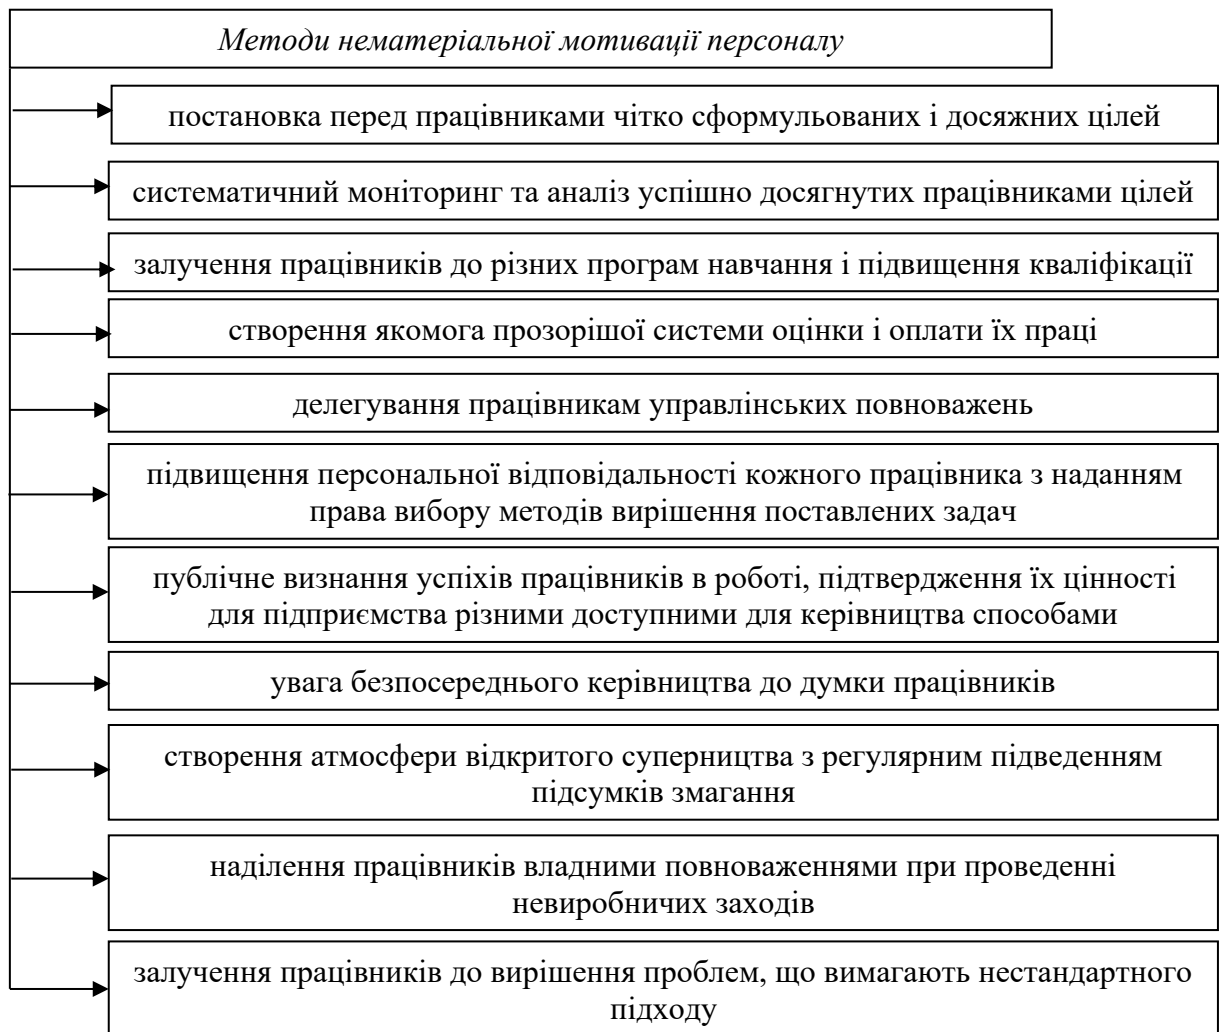 Методи нематеріальної мотивації персоналу
постановка перед працівниками чітко сформульованих і досяжних цілей
систематичний моніторинг та аналіз успішно досягнутих працівниками цілей
залучення працівників до різних програм навчання і підвищення кваліфікації
створення якомога прозорішої системи оцінки і оплати їх праці
делегування працівникам управлінських повноважень
підвищення персональної відповідальності кожного працівника з наданням
права вибору методів вирішення поставлених задач
публічне визнання успіхів працівників в роботі, підтвердження їх цінності
для підприємства різними доступними для керівництва способами
увага безпосереднього керівництва до думки працівників
створення атмосфери відкритого суперництва з регулярним підведенням
підсумків змагання
наділення працівників владними повноваженнями при проведенні
невиробничих заходів
залучення працівників до вирішення проблем, що вимагають нестандартного
підходу